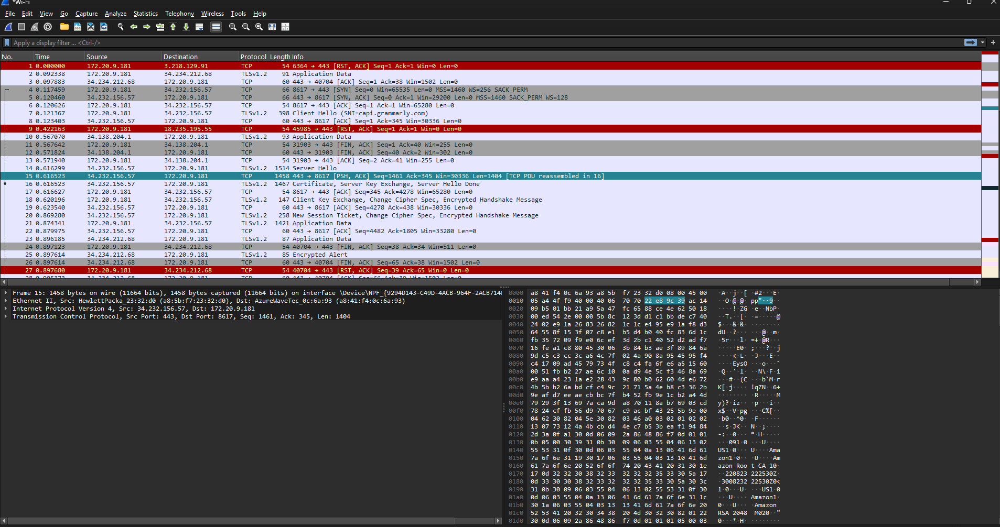 *Wi-Fi
File Edit View Go Capture Analyze Statistics Telephony Wireless Tools Help
Apply a display filter ... <Ctrl-/>
No. Time Source Destination Protocol Length Info
1 0.000000 172.20.9.181 3.218.129.91 TCP 54 6364 → 443 [RST, ACK] Seq=1 Ack=1 Win=0 Len=0
2 0.092338 172.20.9.181 34.234.212.68 TLSv1.2 91 Application Data
3 0.097883 34.234.212.68 172.20.9.181 TCP 60 443 → 40704 [ACK] Seq=1 Ack=38 Win=1502 Len=0
4 0.117459 172.20.9.181 34.232.156.57 TCP 66 8617 → 443 [SYN] Seq=0 Win=65535 Len=0 MSS=1460 WS=256 SACK_PERM
5 0.120460 34.232.156.57 172.20.9.181 TCP 66 443 → 8617 [SYN, ACK] Seq=0 Ack=1 Win=29200 Len=0 MSS=1460 SACK_PERM WS=128
6 0.120626 172.20.9.181 34.232.156.57 TCP 54 8617 → 443 [ACK] Seq=1 Ack=1 Win=65280 Len=0
7 0.121367 172.20.9.181 34.232.156.57 TLSv1.2 398 Client Hello (SNI=capi.grammarly.com)
8 0.123403 34.232.156.57 172.20.9.181 TCP 60 443 → 8617 [ACK] Seq=1 Ack=345 Win=30336 Len=0
9 0.422163 172.20.9.181 18.235.195.55 TCP 54 45985 → 443 [RST, ACK] Seq=1 Ack=1 Win=0 Len=0
10 0.567070 34.138.204.1 172.20.9.181 TLSv1.2 93 Application Data
11 0.567642 172.20.9.181 34.138.204.1 TCP 54 31903 → 443 [FIN, ACK] Seq=1 Ack=40 Win=255 Len=0
12 0.571824 34.138.204.1 172.20.9.181 TCP 60 443 → 31903 [FIN, ACK] Seq=40 Ack=2 Win=302 Len=0
13 0.571940 172.20.9.181 34.138.204.1 TCP 54 31903 → 443 [ACK] Seq=2 Ack=41 Win=255 Len=0
14 0.616299 34.232.156.57 172.20.9.181 TLSv1.2 1514 Server Hello
15 0.616523 34.232.156.57 172.20.9.181 TCP 1458 443 → 8617 [PSH, ACK] Seq=1461 Ack=345 Win=30336 Len=1404 [TCP PDU reassembled in 16]
16 0.616523 34.232.156.57 172.20.9.181 TLSv1.2 1467 Certificate, Server Key Exchange, Server Hello Done
17 0.616627 172.20.9.181 34.232.156.57 TCP 54 8617 → 443 [ACK] Seq=345 Ack=4278 Win=65280 Len=0
18 0.620196 172.20.9.181 34.232.156.57 TLSv1.2 147 Client Key Exchange, Change Cipher Spec, Encrypted Handshake Message
19 0.623540 34.232.156.57 172.20.9.181 TCP 60 443 → 8617 [ACK] Seq=4278 Ack=438 Win=30336 Len=0
20 0.869280 34.232.156.57 172.20.9.181 TLSv1.2 258 New Session Ticket, Change Cipher Spec, Encrypted Handshake Message
21 0.874341 172.20.9.181 34.232.156.57 TLSv1.2 1421 Application Data
22 0.879975 34.232.156.57 172.20.9.181 TCP 60 443 → 8617 [ACK] Seq=4482 Ack=1805 Win=33280 Len=0
23 0.896185 34.234.212.68 172.20.9.181 TLSv1.2 87 Application Data
24 0.897123 172.20.9.181 34.234.212.68 TCP 54 40704 → 443 [FIN, ACK] Seq=38 Ack=34 Win=511 Len=0
25 0.897614 34.234.212.68 172.20.9.181 TLSv1.2 85 Encrypted Alert
26 0.897614 34.234.212.68 172.20.9.181 TCP 60 443 → 40704 [FIN, ACK] Seq=65 Ack=38 Win=1502 Len=0
27 0.897680 172.20.9.181 34.234.212.68 TCP 54 40704 → 443 [RST, ACK] Seq=39 Ack=65 Win=0 Len=0
28 0.905373 34.234.212.68 172.20.9.181 TCP 60 443 → 40704 [ACK] Seq=66 Ack=39 Win=1502 Len=0
Frame 15: 1458 bytes on wire (11664 bits), 1458 bytes captured (11664 bits) on interface \Device\NPF_{9294D143-C49D-4ACB-964F-2ACB714
Ethernet II, Src: HewlettPacka_23:32:d0 (a8:5b:f7:23:32:d0), Dst: AzureWaveTec_0c:6a:93 (a8:41:f4:0c:6a:93)
Internet Protocol Version 4, Src: 34.232.156.57, Dst: 172.20.9.181
Transmission Control Protocol, Src Port: 443, Dst Port: 8617, Seq: 1461, Ack: 345, Len: 1404
0000 a8 41 f4 0c 6a 93 a8 5b f7 23 32 d0 08 00 45 00 ·A··j··[ ·#2···E·
0010 05 a4 4f f9 40 00 40 06 70 70 22 e8 9c 39 ac 14 ··O·@·@· pp"··9··
0020 09 b5 01 bb 21 a9 5a 47 fc 65 88 ce 4e 62 50 18 ····!·ZG ·e··NbP·
0030 00 ed 54 2e 00 00 5b 8c 12 3d d1 c1 bb de c7 40 ··T.··[· ·=·····@
0040 24 02 e9 1a 26 83 26 82 1c 1c e4 95 e9 1a f8 d3 $···&·&· ········
0050 64 55 8f 15 3f 07 c8 e1 b5 d4 b0 40 fc 83 6d 1c dU··?··· ···@··m·
0060 fb 35 72 09 f9 e0 6c ef 3d 2b c1 40 52 d2 ad f7 ·5r···l· =+·@R···
0070 16 fe a1 c8 80 45 30 06 3b 84 b3 ae 3f 89 84 6a ·····E0· ;···?··j
0080 9d c5 c3 cc 3c a6 4c 7f 02 4a 90 8a 95 45 95 f4 ····<·L· ·J···E··
0090 c4 17 09 ad 45 79 73 4f c8 c4 fa 6f e6 a5 15 60 ····EysO ···o···`
00a0 00 51 fb b2 27 ae 6c 10 0a d9 4e 5c f3 46 8a 69 ·Q··'·l· ··N\·F·i
00b0 e9 aa a4 23 1a e2 28 43 9c 80 b0 62 60 4d e6 72 ···#··(C ···b`M·r
00c0 4b 5b b2 6a bd cf c4 9c 21 71 5a 4e b8 c3 36 2b K[·j···· !qZN··6+
00d0 9e af d7 ee ae cb bc 7f b4 52 fb 9e 1c b2 a4 4d ········ ·R·····M
00e0 79 29 3f 13 69 7a ca 9d a8 70 11 8a b7 69 03 cd y)?·iz·· ·p···i··
00f0 78 24 cf fb 56 d9 70 67 c9 ac bf 43 25 5b 9e 00 x$··V·pg ···C%[··
0100 04 62 30 82 04 5e 30 82 03 46 a0 03 02 01 02 02 ·b0··^0· ·F······
0110 13 07 73 12 4a 4b cb d4 4e c7 b5 3b ea f1 94 84 ··s·JK·· N··;····
0120 2d 3a 0f a1 30 0d 06 09 2a 86 48 86 f7 0d 01 01 -:··0··· *·H·····
0130 0b 05 00 30 39 31 0b 30 09 06 03 55 04 06 13 02 ···091·0 ···U····
0140 55 53 31 0f 30 0d 06 03 55 04 0a 13 06 41 6d 61 US1·0··· U····Ama
0150 7a 6f 6e 31 19 30 17 06 03 55 04 03 13 10 41 6d zon1·0·· ·U····Am
0160 61 7a 6f 6e 20 52 6f 6f 74 20 43 41 20 31 30 1e azon Roo t CA 10·
0170 17 0d 32 32 30 38 32 33 32 32 32 35 33 30 5a 17 ··220823 222530Z·
0180 0d 33 30 30 38 32 33 32 32 32 35 33 30 5a 30 3c ·3008232 22530Z0<
0190 31 0b 30 09 06 03 55 04 06 13 02 55 53 31 0f 30 1·0···U· ···US1·0
01a0 0d 06 03 55 04 0a 13 06 41 6d 61 7a 6f 6e 31 1c ···U···· Amazon1·
01b0 30 1a 06 03 55 04 03 13 13 41 6d 61 7a 6f 6e 20 0···U··· ·Amazon
01c0 52 53 41 20 32 30 34 38 20 4d 30 32 30 82 01 22 RSA 2048 M020··"
01d0 30 0d 06 09 2a 86 48 86 f7 0d 01 01 01 05 00 03 0···*·H· ········